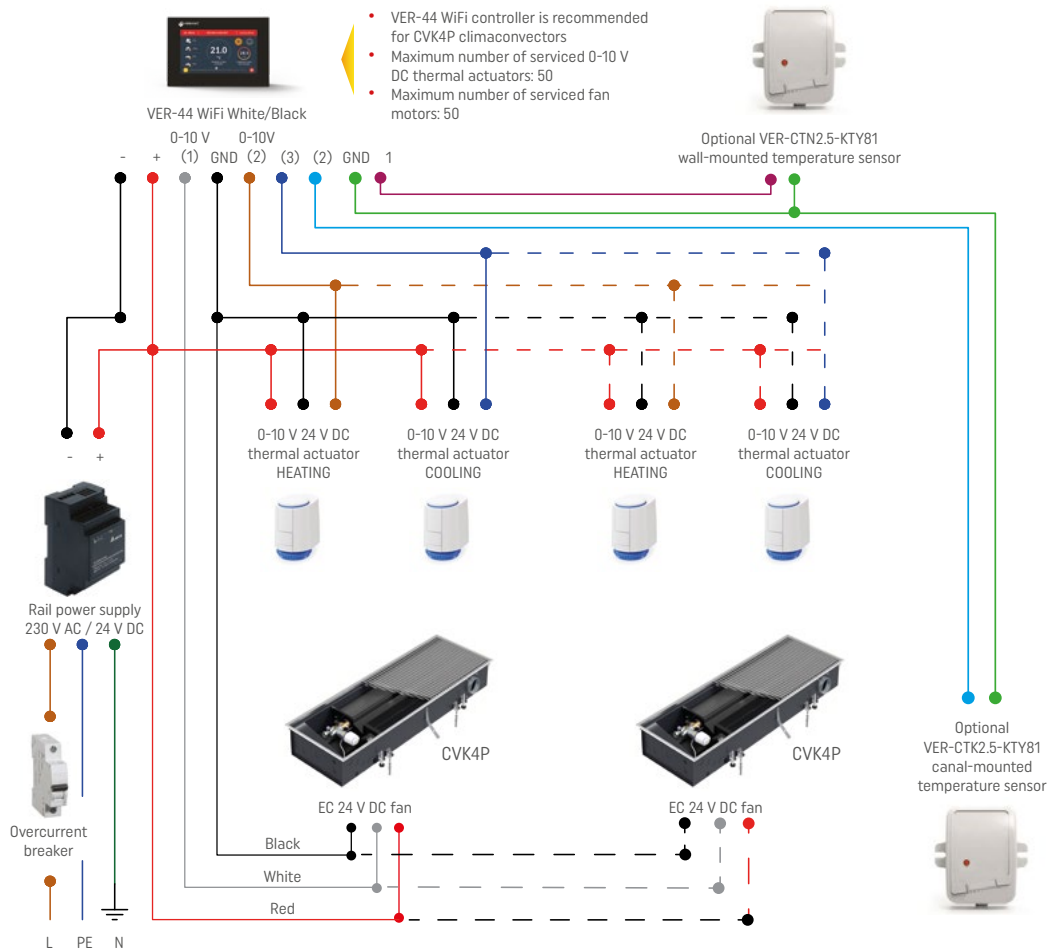 • VER-44 WiFi controller is recommended
for CVK4P climaconvectors
• Maximum number of serviced 0-10 V
DC thermal actuators: 50
• Maximum number of serviced fan
motors: 50
21.0
VER-44 WiFi White/Black
Optional VER-CTN2.5-KTY81
wall-mounted temperature sensor
0-10 V 0-10V
- + (1) GND (2) (3) (2) GND 1
- +
0-10 V 24 V DC
thermal actuator
HEATING
0-10 V 24 V DC
thermal actuator
COOLING
0-10 V 24 V DC
thermal actuator
HEATING
0-10 V 24 V DC
thermal actuator
COOLING
Rail power supply
230 V AC / 24 V DC
CVK4P
CVK4P
Optional
VER-CTK2.5-KTY81
canal-mounted
temperature sensor
EC 24 V DC fan
EC 24 V DC fan
Overcurrent
breaker
Black
White
Red
L PE N